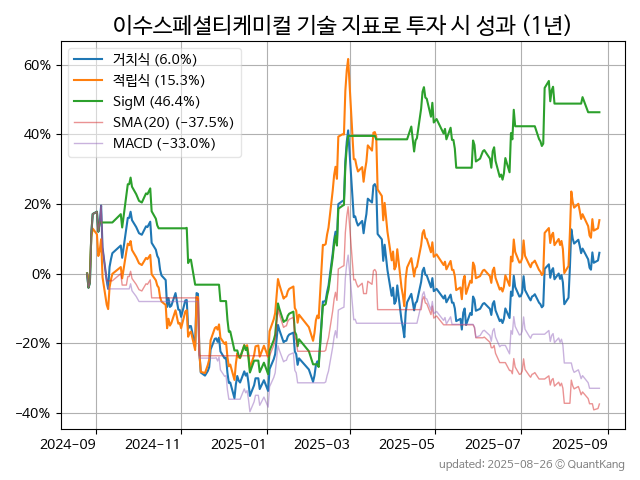 이수스페셜티케미컬 기술 지표로 투자 시 성과 (1년)
거치식 (6.0%)
적립식 (15.3%)
SigM (46.4%)
SMA(20) (−37.5%)
MACD (−33.0%)
60%
40%
20%
0%
−20%
−40%
2024−09 2024−11 2025−01 2025−03 2025−05 2025−07 2025−09
updated: 2025-08-26 © QuantKang